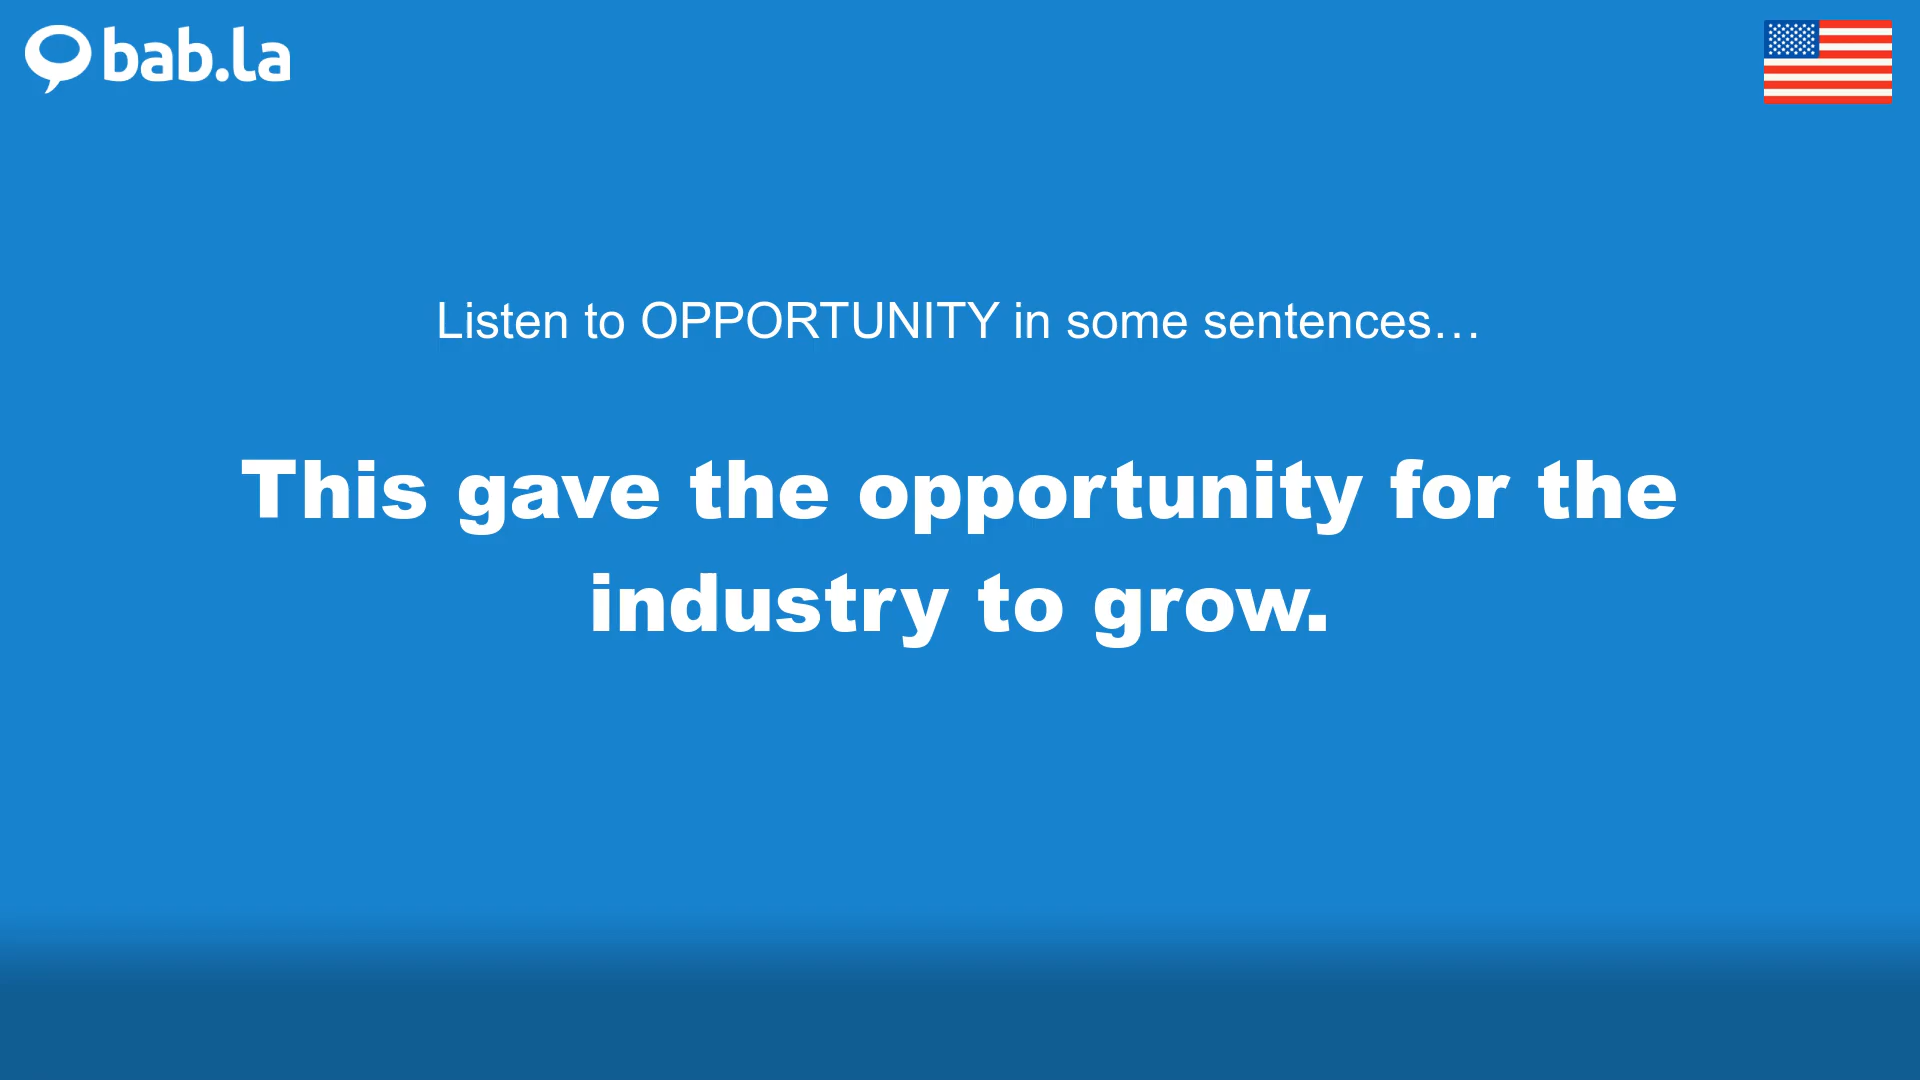 bab.la
Listen to OPPORTUNITY in some sentences…
This gave the opportunity for the
industry to grow.